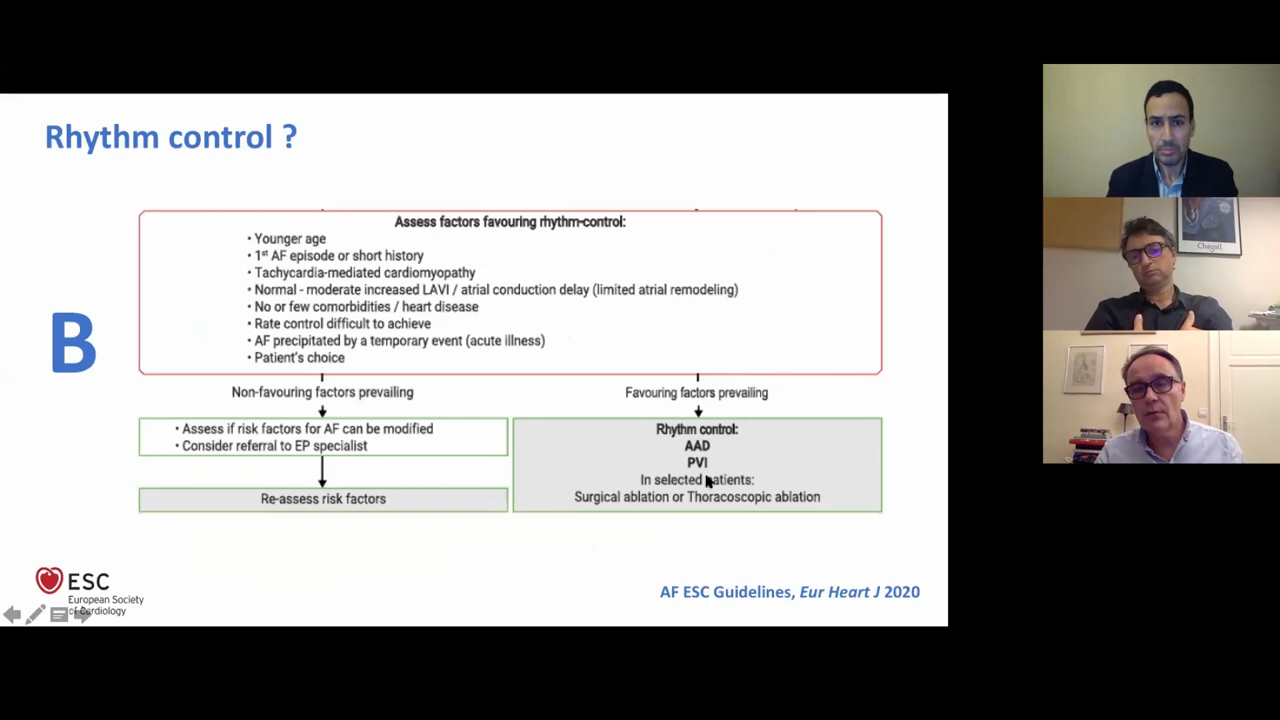 Rhythm control ?
Assess factors favouring rhythm-control:
• Younger age
• 1st AF episode or short history
• Tachycardia-mediated cardiomyopathy
• Normal - moderate increased LAVI / atrial conduction delay (limited atrial remodeling)
• No or few comorbidities / heart disease
• Rate control difficult to achieve
• AF precipitated by a temporary event (acute illness)
• Patient's choice
B
Non-favouring factors prevailing
Favouring factors prevailing
• Assess if risk factors for AF can be modified
• Consider referral to EP specialist
Re-assess risk factors
Rhythm control:
AAD
PVI
In selected patients:
Surgical ablation or Thoracoscopic ablation
ESC
European Society
of Cardiology
AF ESC Guidelines, Eur Heart J 2020
Chagall